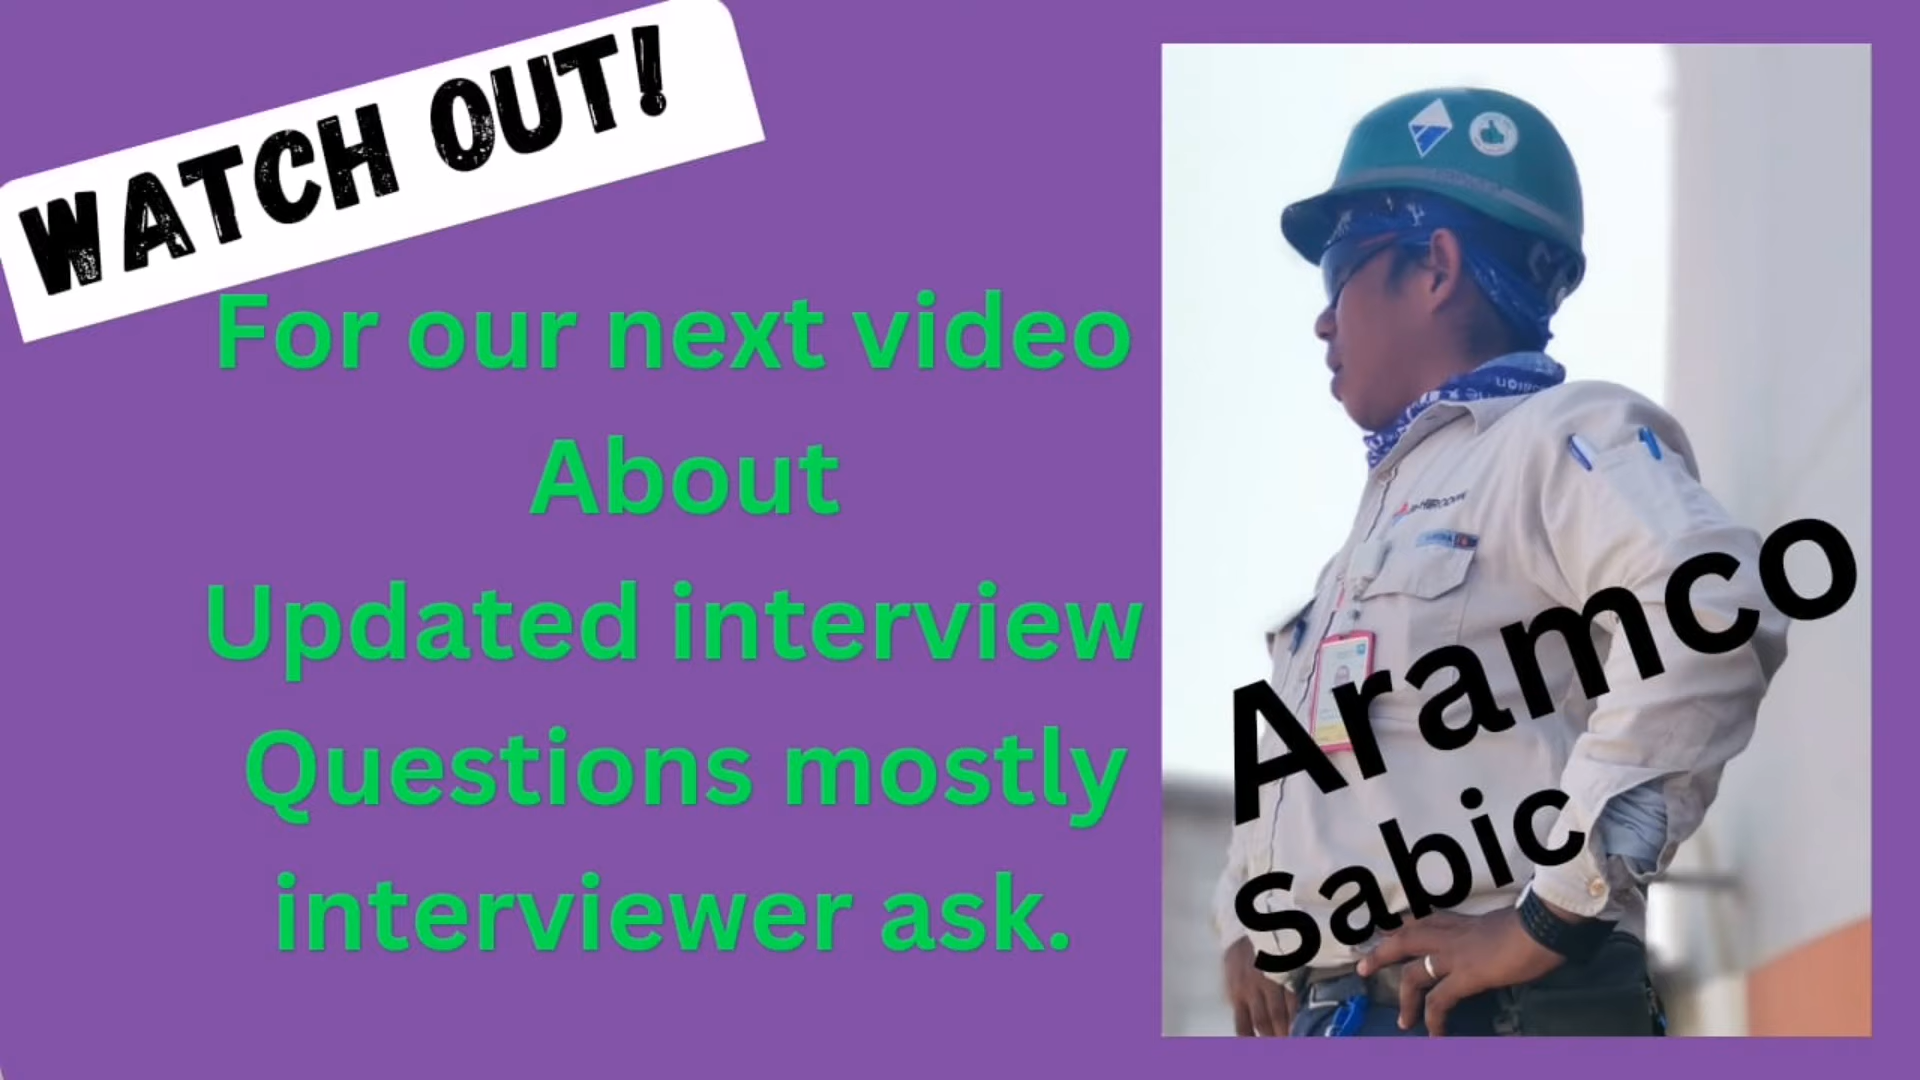 WATCH OUT!
For our next video
About
Updated interview
Questions mostly
interviewer ask.
Aramco
Sabic